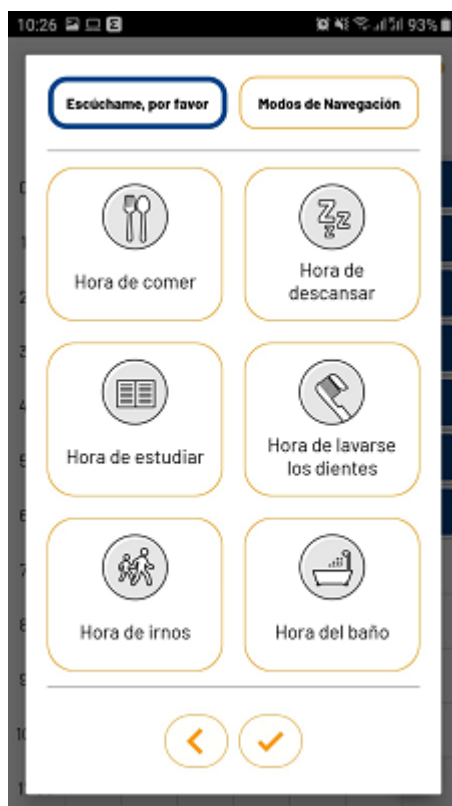 10:26 93%
Escúchame, por favor
Modos de Navegación
Hora de comer
Hora de
descansar
Hora de estudiar
Hora de lavarse
los dientes
Hora de irnos
Hora del baño